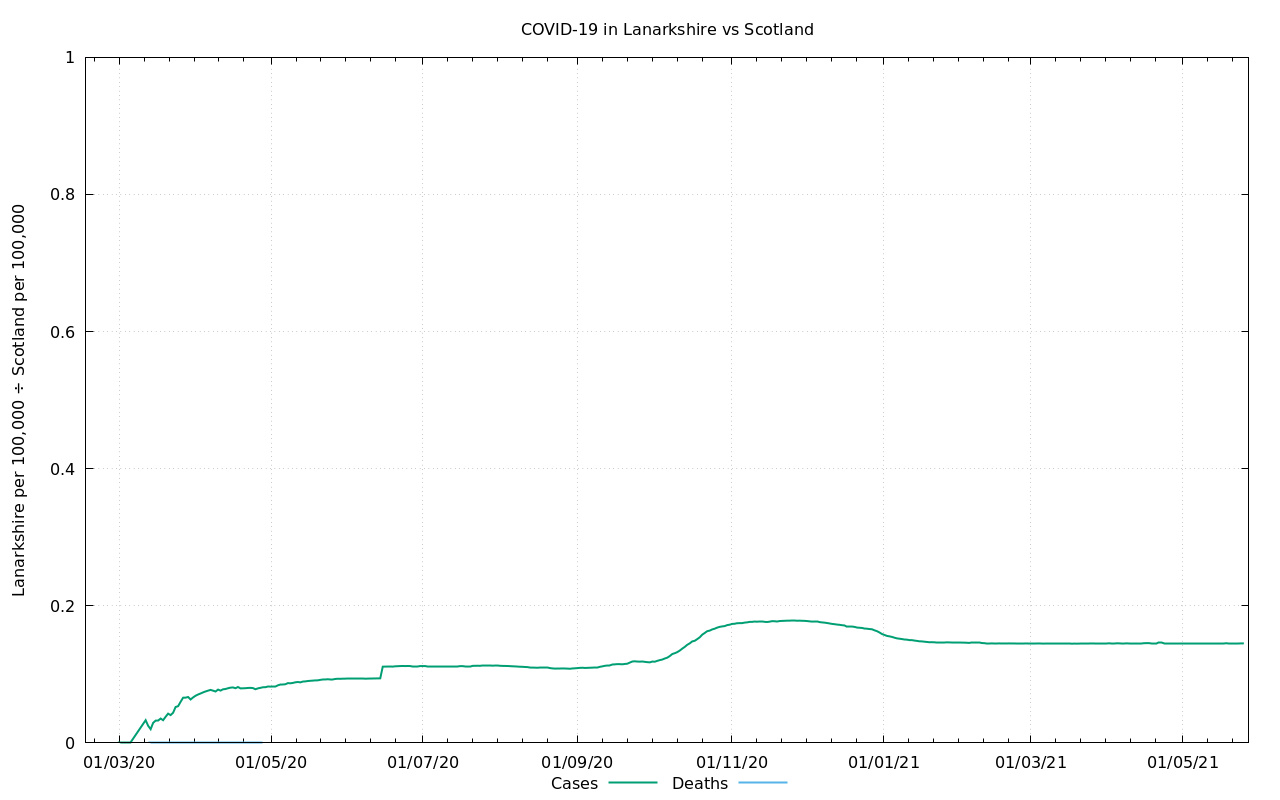 COVID-19 in Lanarkshire vs Scotland
Lanarkshire per 100,000 ÷ Scotland per 100,000
1
0.8
0.6
0.4
0.2
0
01/03/20 01/05/20 01/07/20 01/09/20 01/11/20 01/01/21 01/03/21 01/05/21
Cases Deaths